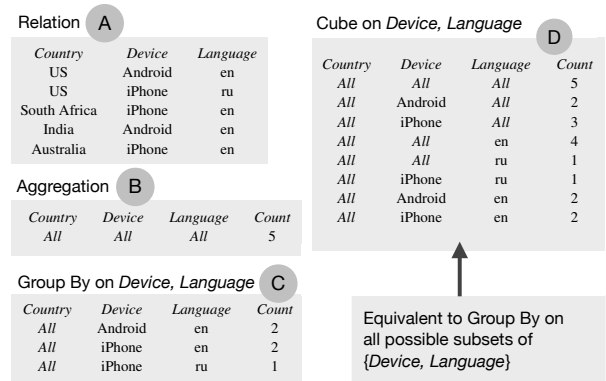 Relation A
Country Device Language
US Android en
US iPhone ru
South Africa iPhone en
India Android en
Australia iPhone en
Aggregation B
Country Device Language Count
All All All 5
Group By on Device, Language C
Country Device Language Count
All Android en 2
All iPhone en 2
All iPhone ru 1
Cube on Device, Language D
Country Device Language Count
All All All 5
All Android All 2
All iPhone All 3
All All en 4
All All ru 1
All iPhone ru 1
All Android en 2
All iPhone en 2
Equivalent to Group By on
all possible subsets of
{Device, Language}